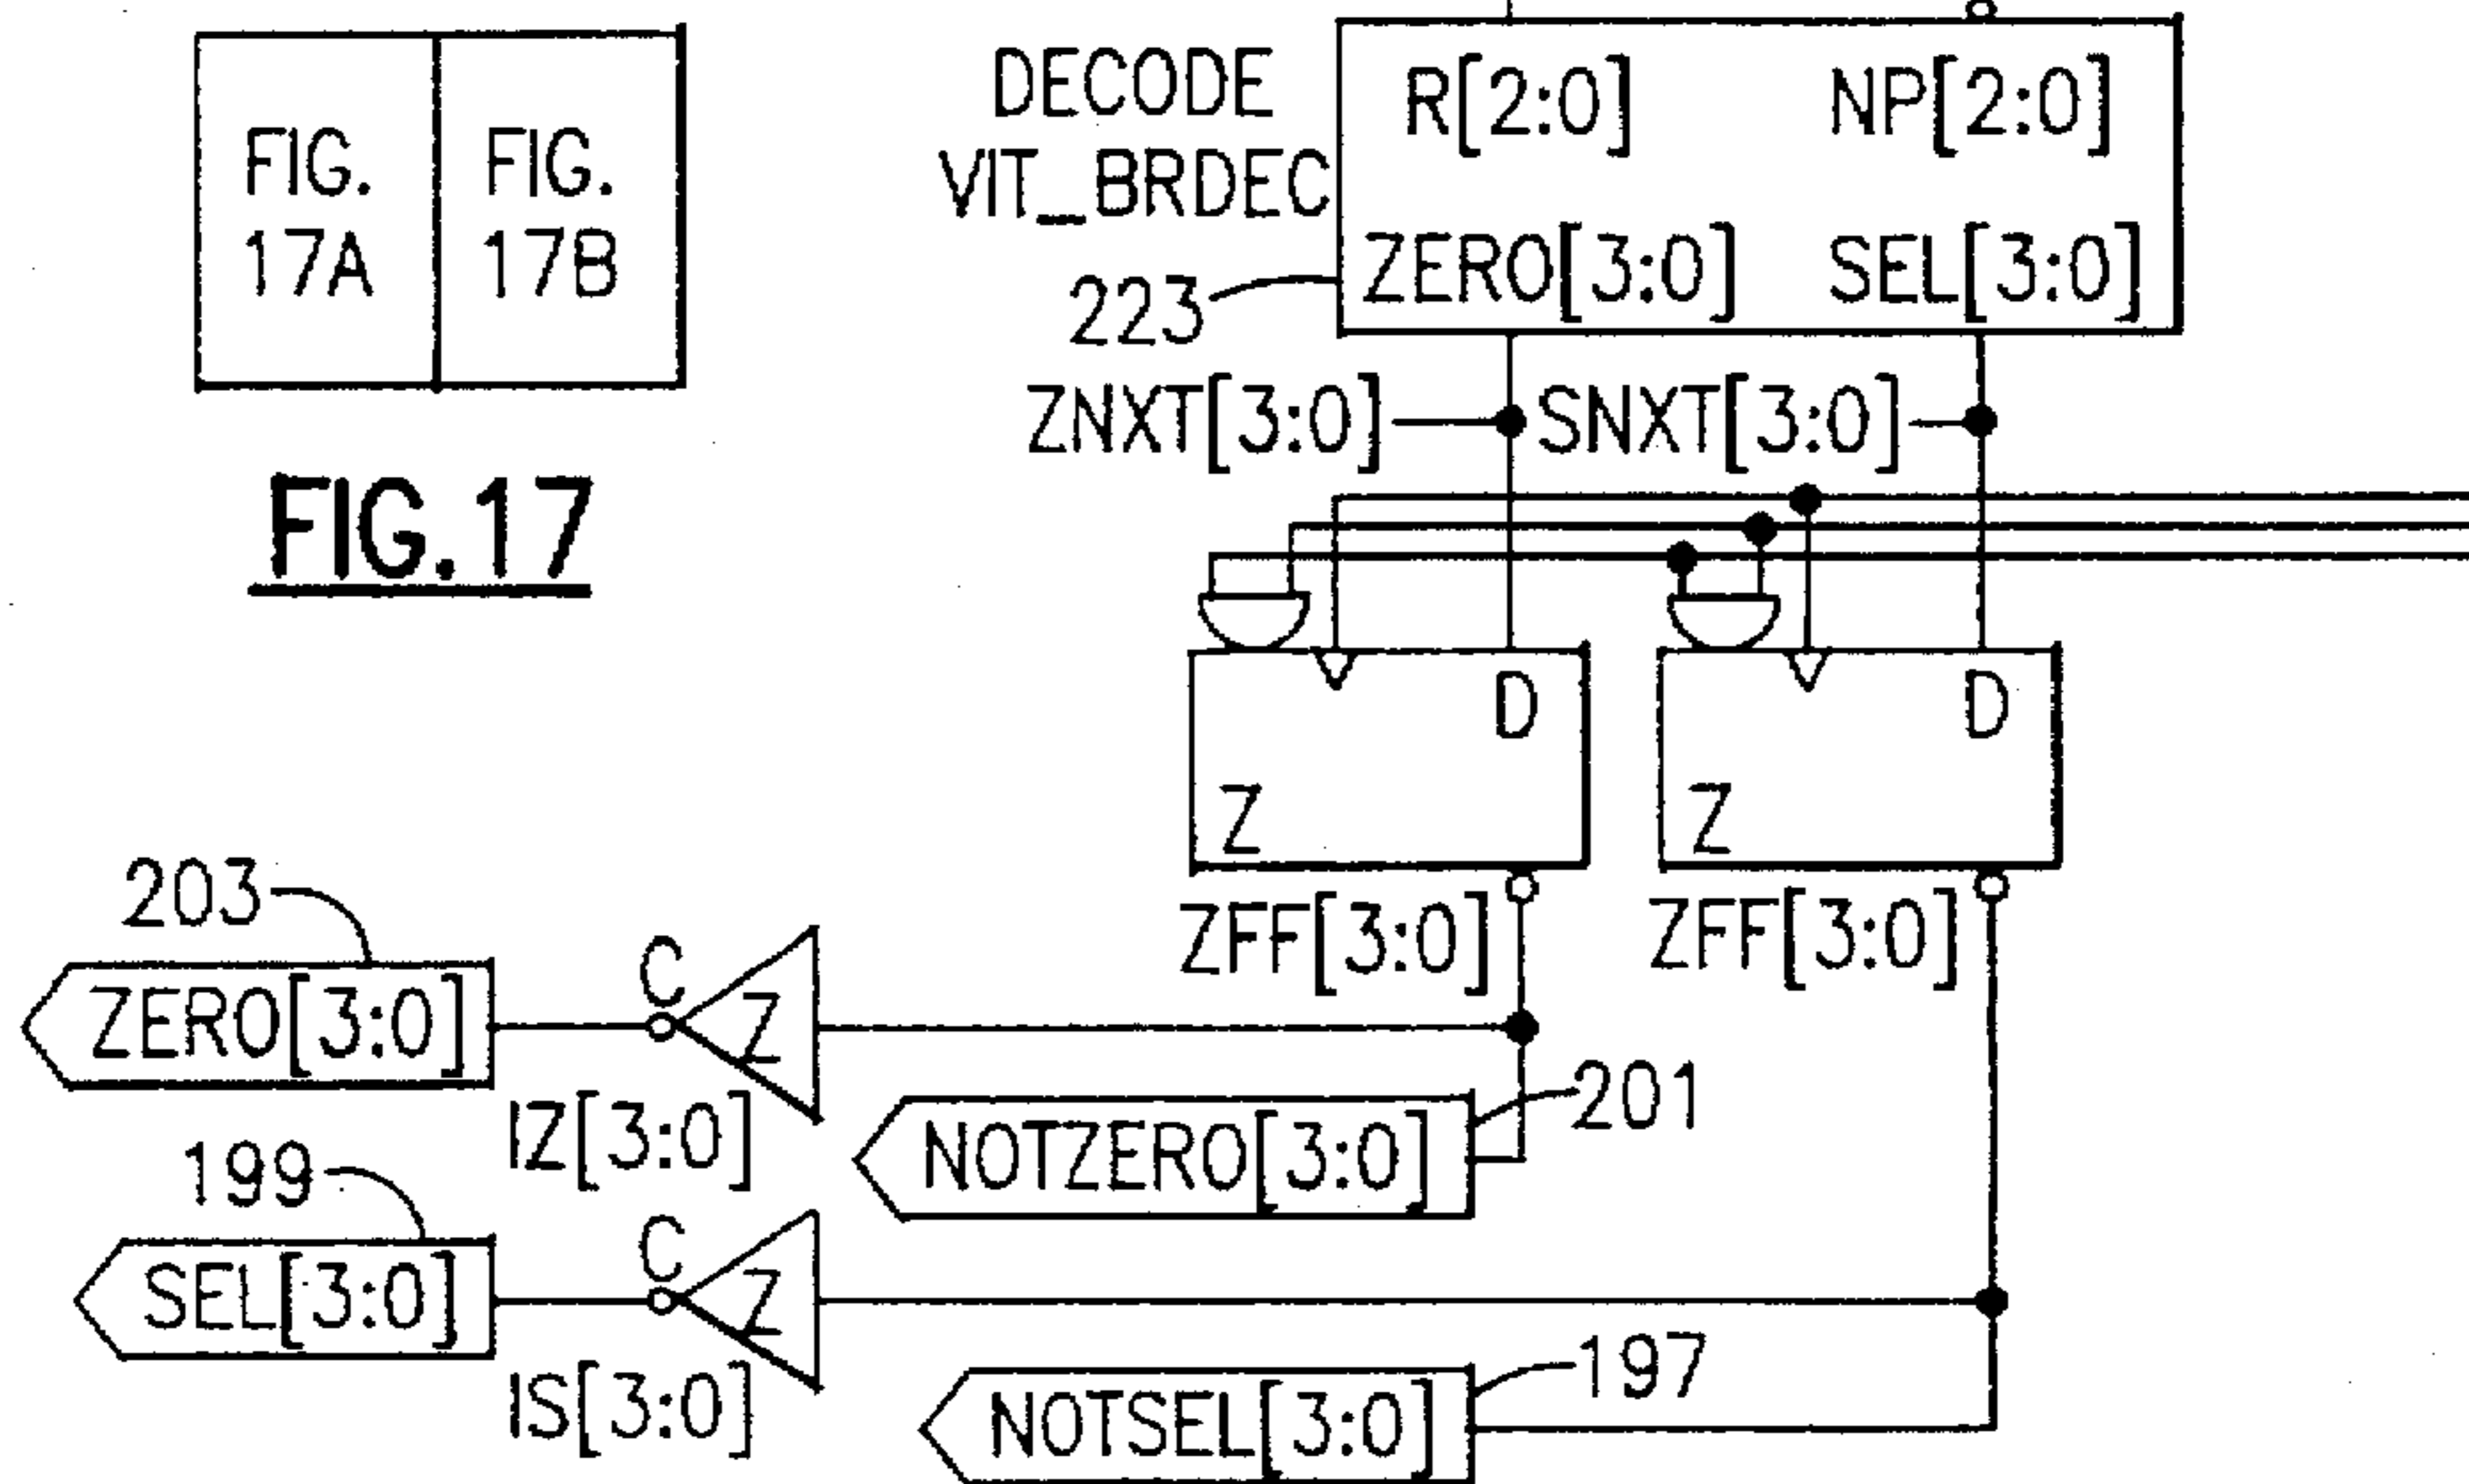 FIG.
17A
FIG.
17B
FIG.17
DECODE
VIT_BRDEC
R[2:0] NP[2:0]
ZERO[3:0] SEL[3:0]
223
ZNXT[3:0] SNXT[3:0]
D
Z
D
Z
ZFF[3:0] ZFF[3:0]
203
ZERO[3:0]
C
Z
IZ[3:0]
NOTZERO[3:0]
201
199
SEL[3:0]
C
Z
IS[3:0]
NOTSEL[3:0]
197